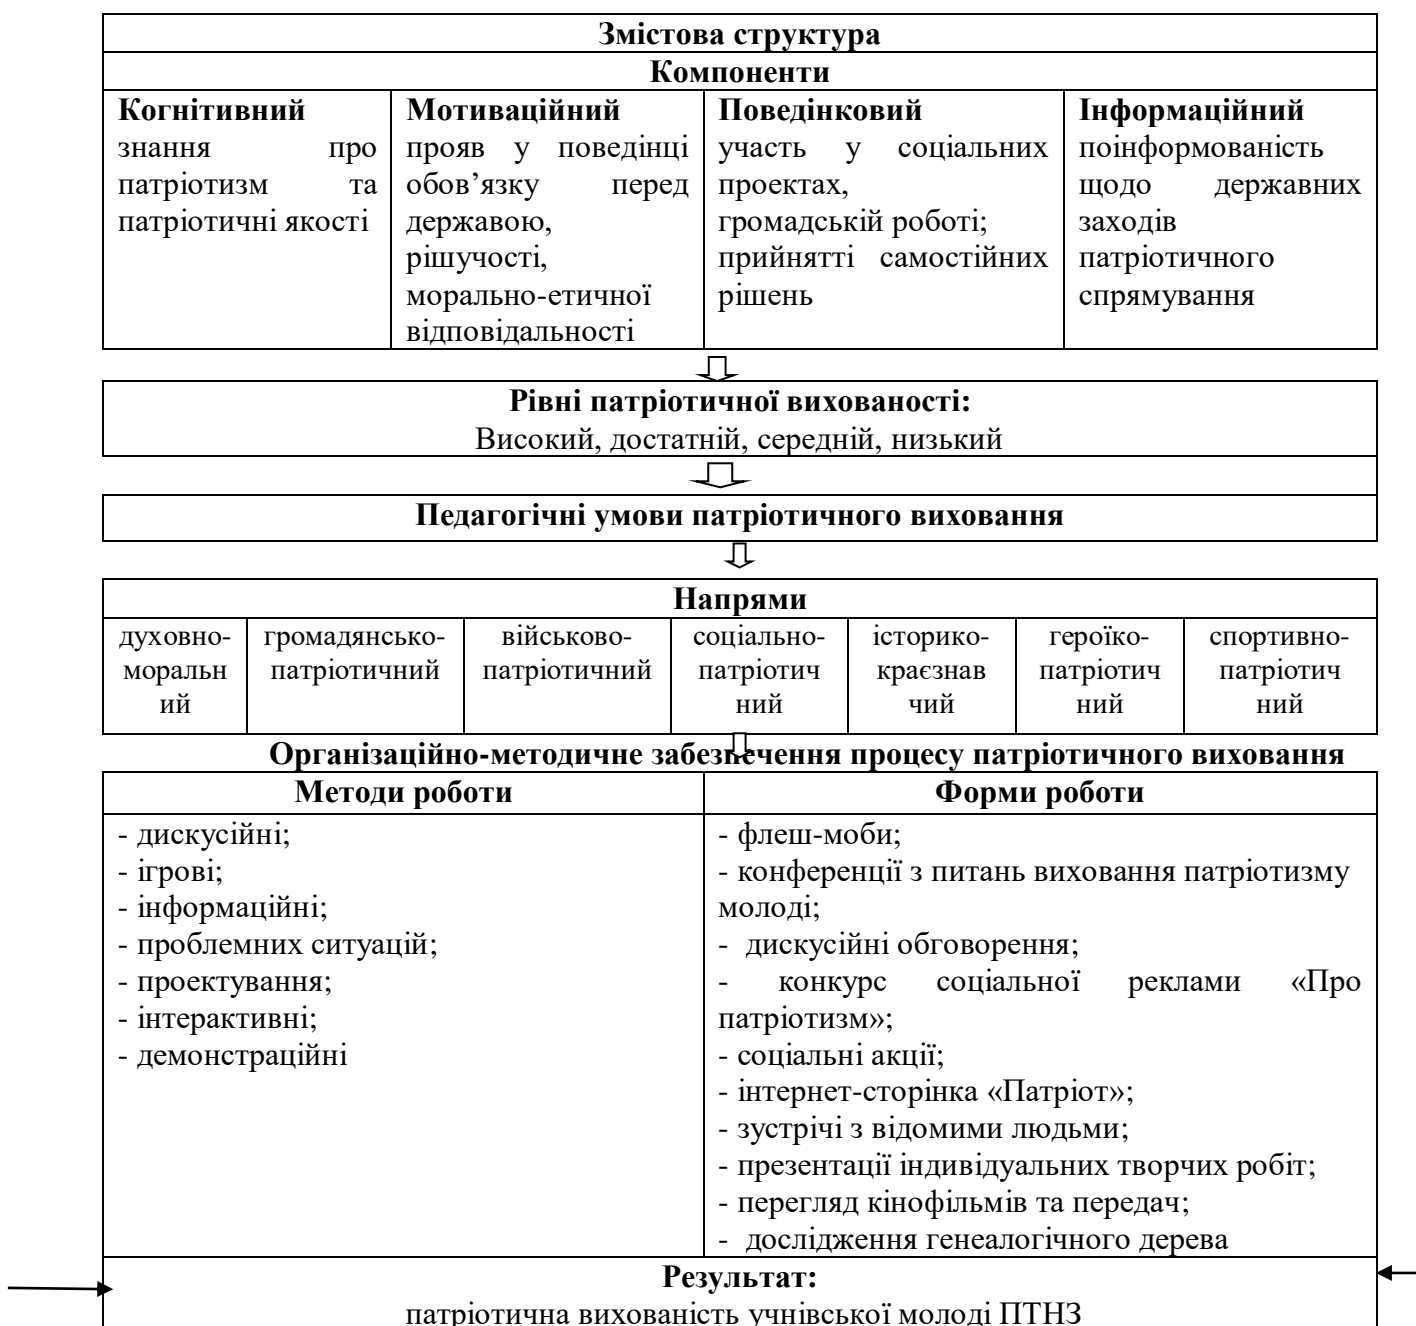 Змістова структура
Компоненти
Когнітивний
знання про
патріотизм та
патріотичні якості
Мотиваційний
прояв у поведінці
обов’язку перед
державою,
рішучості,
морально-етичної
відповідальності
Поведінковий
участь у соціальних
проектах,
громадській роботі;
прийнятті самостійних
рішень
Інформаційний
поінформованість
щодо державних
заходів
патріотичного
спрямування
Рівні патріотичної вихованості:
Високий, достатній, середній, низький
Педагогічні умови патріотичного виховання
Напрями
духовно-
моральн
ий
громадянсько-
патріотичний
військово-
патріотичний
соціально-
патріотич
ний
історико-
краєзнав
чий
героїко-
патріотич
ний
спортивно-
патріотич
ний
Організаційно-методичне забезпечення процесу патріотичного виховання
Методи роботи
- дискусійні;
- ігрові;
- інформаційні;
- проблемних ситуацій;
- проектування;
- інтерактивні;
- демонстраційні
Форми роботи
- флеш-моби;
- конференції з питань виховання патріотизму
молоді;
- дискусійні обговорення;
- конкурс соціальної реклами «Про
патріотизм»;
- соціальні акції;
- інтернет-сторінка «Патріот»;
- зустрічі з відомими людьми;
- презентації індивідуальних творчих робіт;
- перегляд кінофільмів та передач;
- дослідження генеалогічного дерева
Результат:
патріотична вихованість учнівської молоді ПТНЗ